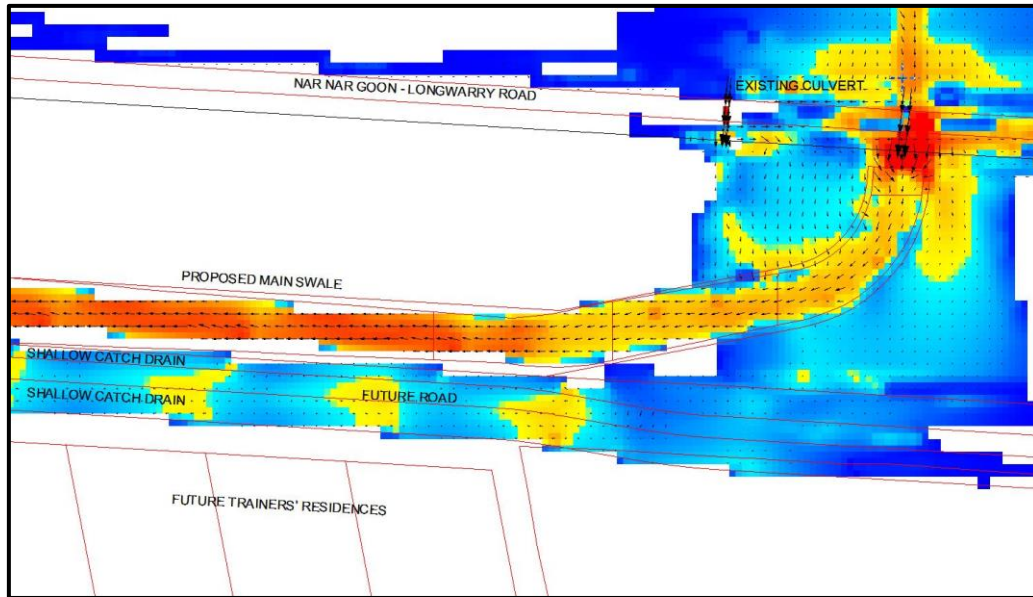 NAR NAR GOON - LONGWARRY ROAD
EXISTING CULVERT
PROPOSED MAIN SWALE
SHALLOW CATCH DRAIN
SHALLOW CATCH DRAIN
FUTURE ROAD
FUTURE TRAINERS' RESIDENCES